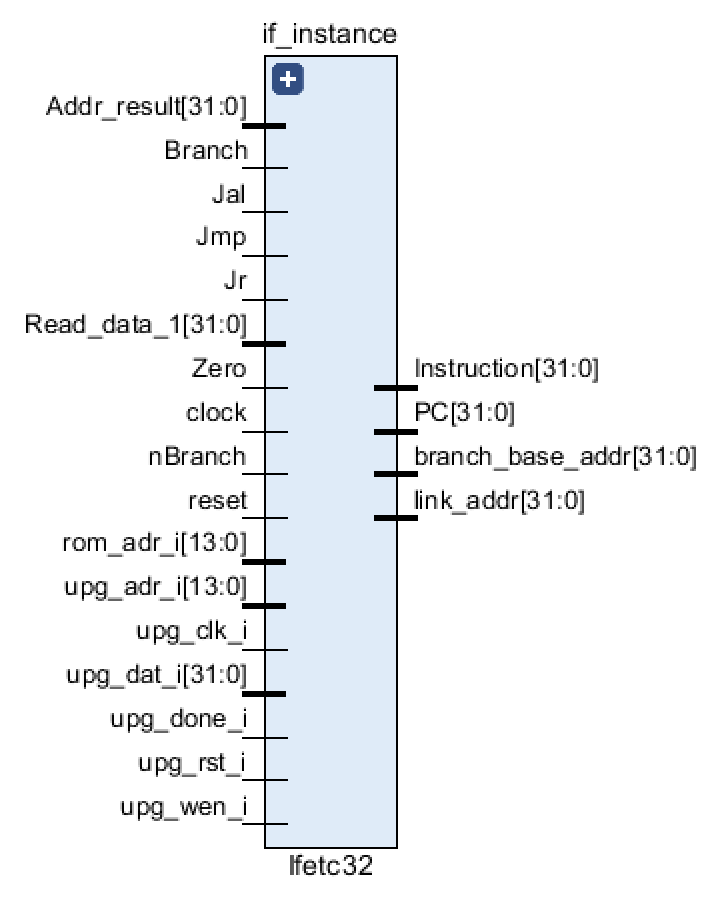 if_instance
Addr_result[31:0]
Branch
Jal
Jmp
Jr
Read_data_1[31:0]
Zero
Instruction[31:0]
clock
PC[31:0]
nBranch
branch_base_addr[31:0]
reset
link_addr[31:0]
rom_adr_i[13:0]
upg_adr_i[13:0]
upg_clk_i
upg_dat_i[31:0]
upg_done_i
upg_rst_i
upg_wen_i
Ifetc32